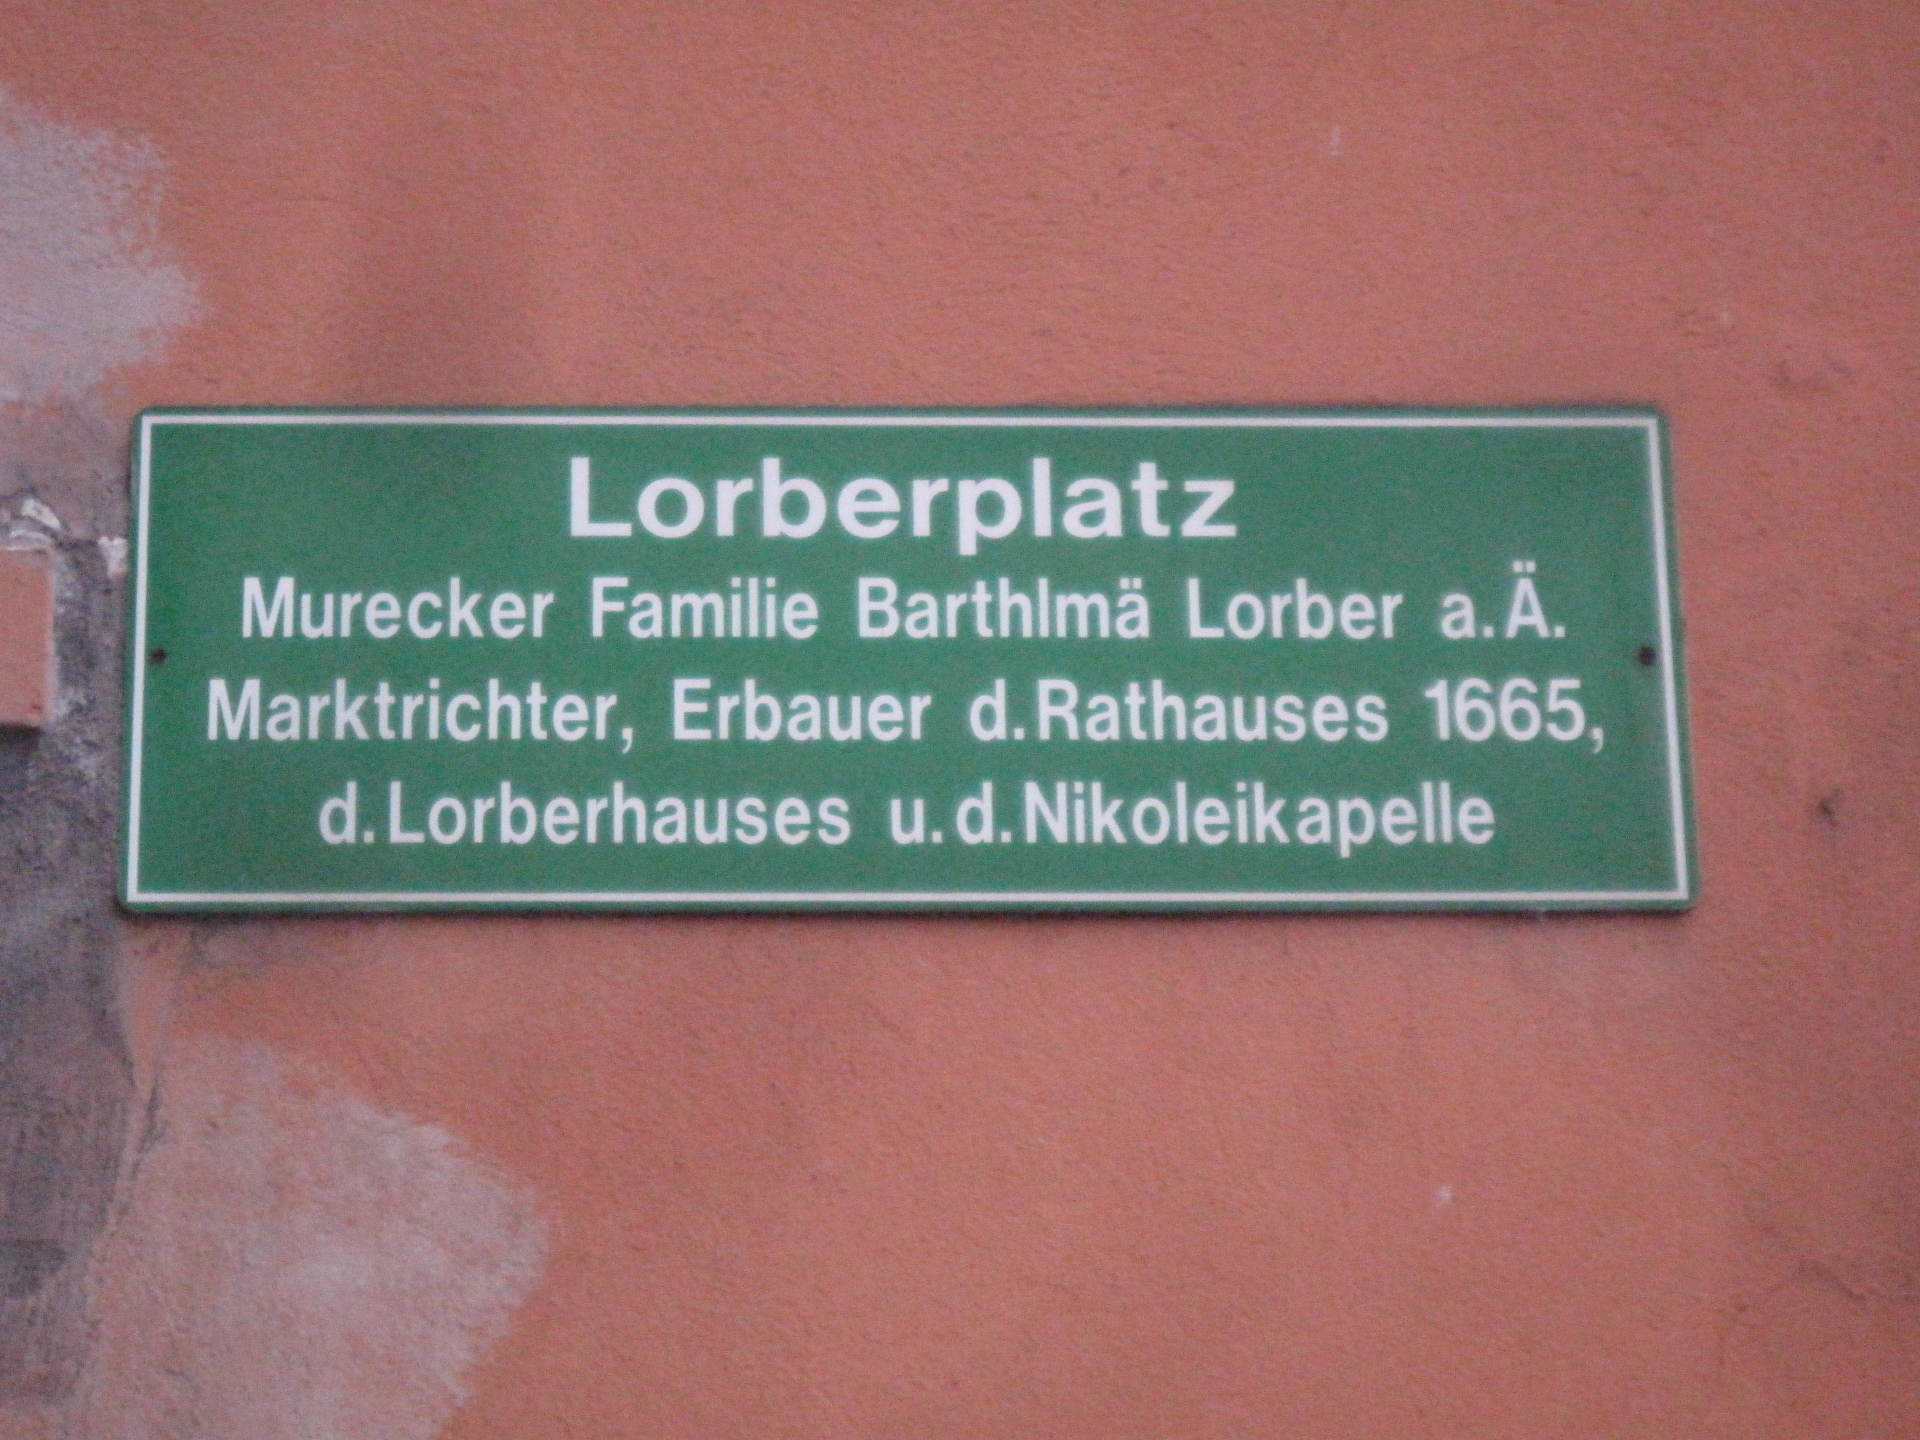 Lorberplatz
Murecker Familie Barthlmä Lorber a.Ä.
Marktrichter, Erbauer d.Rathauses 1665,
d.Lorberhauses u.d.Nikoleikapelle